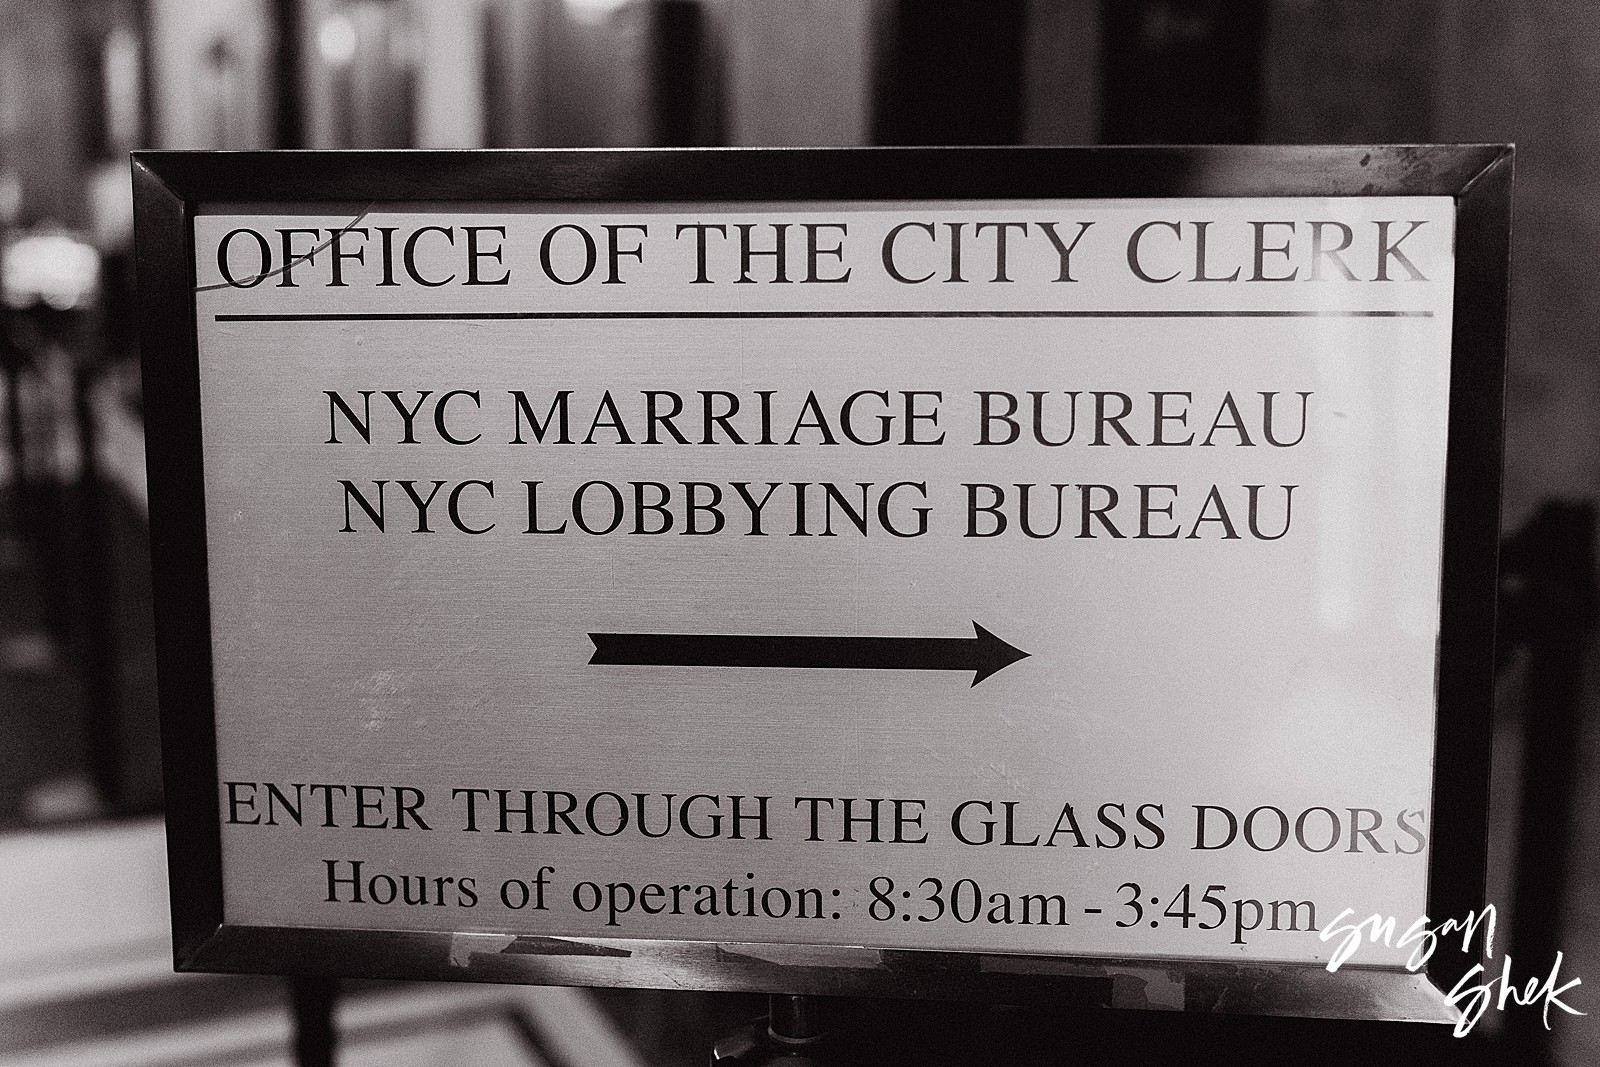 OFFICE OF THE CITY CLERK
NYC MARRIAGE BUREAU
NYC LOBBYING BUREAU
ENTER THROUGH THE GLASS DOORS
Hours of operation: 8:30am - 3:45pm
susan
shek